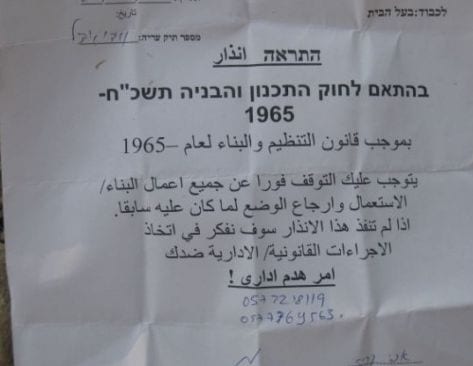 לכבוד: בעל הבית
תאריך:
מספר תיק עריה:
התראה انذار
בהתאם לחוק התכנון והבניה תשכ"ח-
1965
بموجب قانون التنظيم والبناء لعام –1965
يتوجب عليك التوقف فورا عن جميع اعمال البناء/
الاستعمال وارجاع الوضع لما كان عليه سابقا.
اذا لم تنفذ هذا الانذار سوف نفكر في اتخاذ
الاجراءات القانونية/ الادارية ضدك
امر هدم اداري !
0577218119